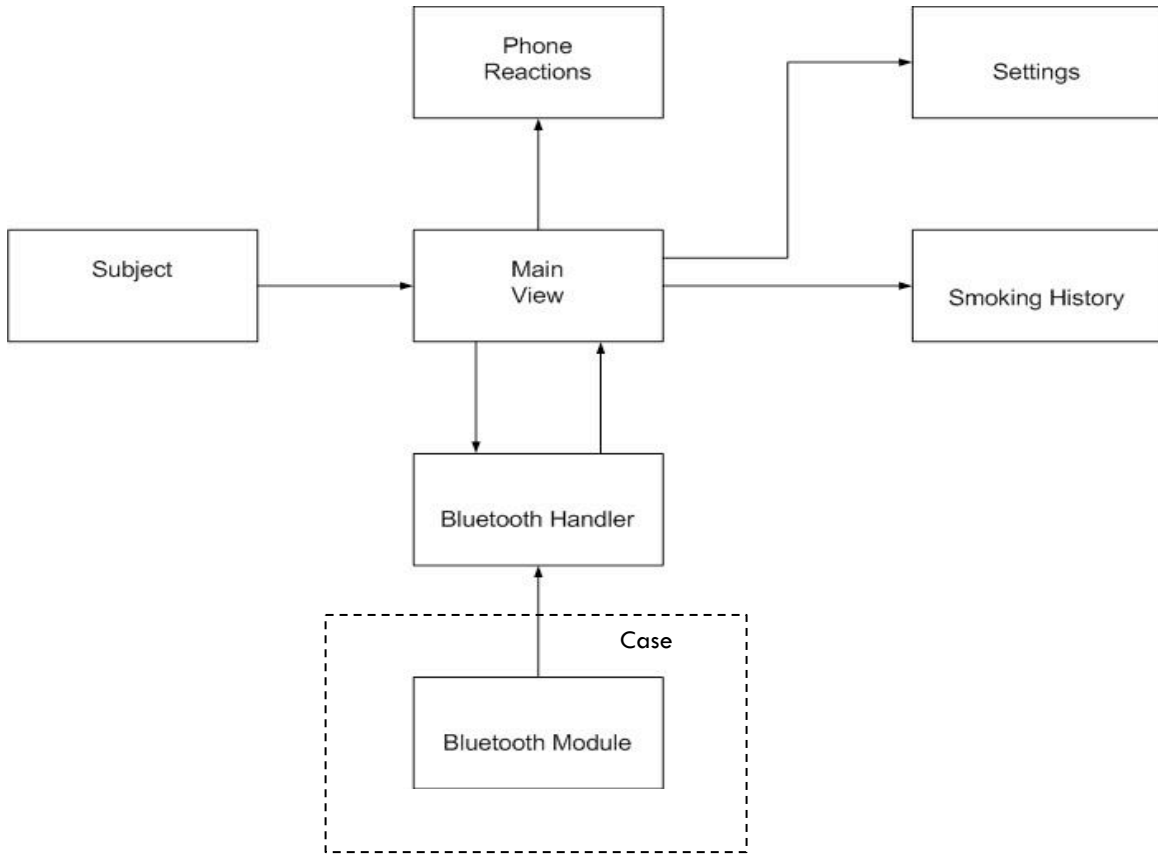 Phone
Reactions
Settings
Subject
Main
View
Smoking History
Bluetooth Handler
Case
Bluetooth Module